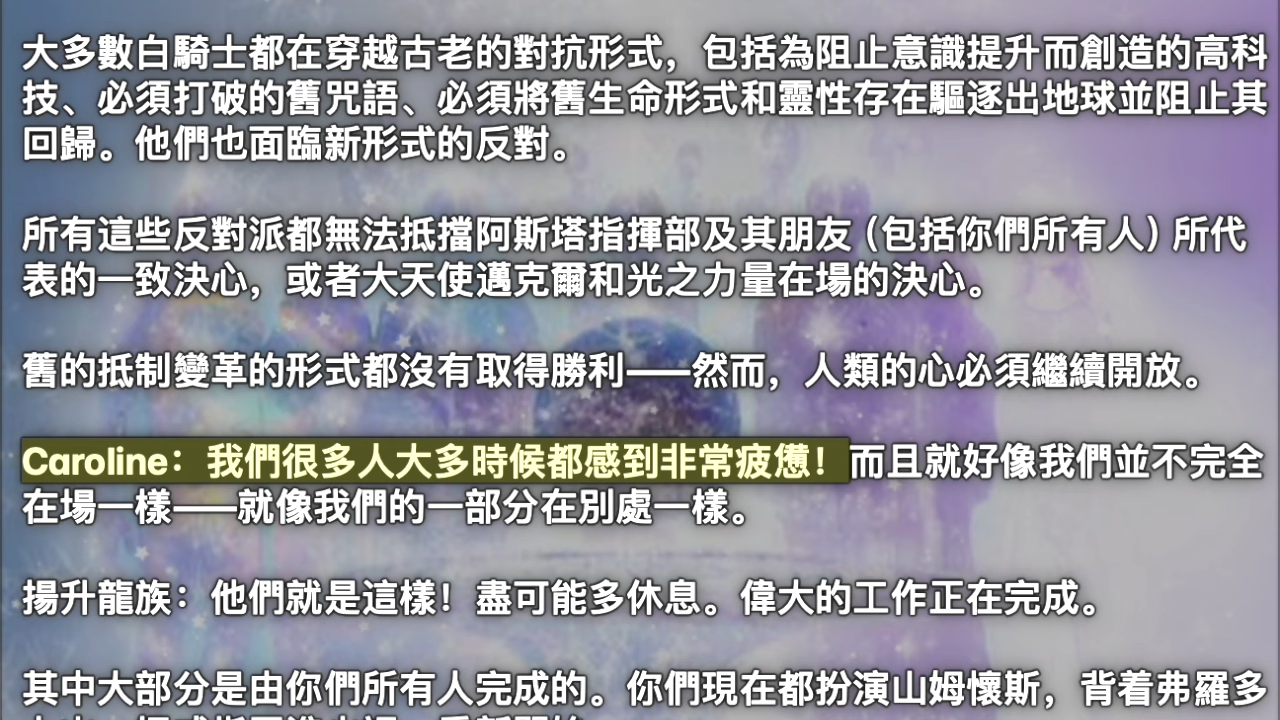 大多數白騎士都在穿越古老的對抗形式，包括為阻止意識提升而創造的高科
技、必須打破的舊咒語、必須將舊生命形式和靈性存在驅逐出地球並阻止其
回歸。他們也面臨新形式的反對。
所有這些反對派都無法抵擋阿斯塔指揮部及其朋友（包括你們所有人）所代
表的一致決心，或者大天使邁克爾和光之力量在場的決心。
舊的抵制變革的形式都沒有取得勝利——然而，人類的心必須繼續開放。
Caroline：我們很多人大多時候都感到非常疲憊！而且就好像我們並不完全
在場一樣——就像我們的一部分在別處一樣。
揚升龍族：他們就是這樣！盡可能多休息。偉大的工作正在完成。
其中大部分是由你們所有人完成的。你們現在都扮演山姆懷斯，背着弗羅多